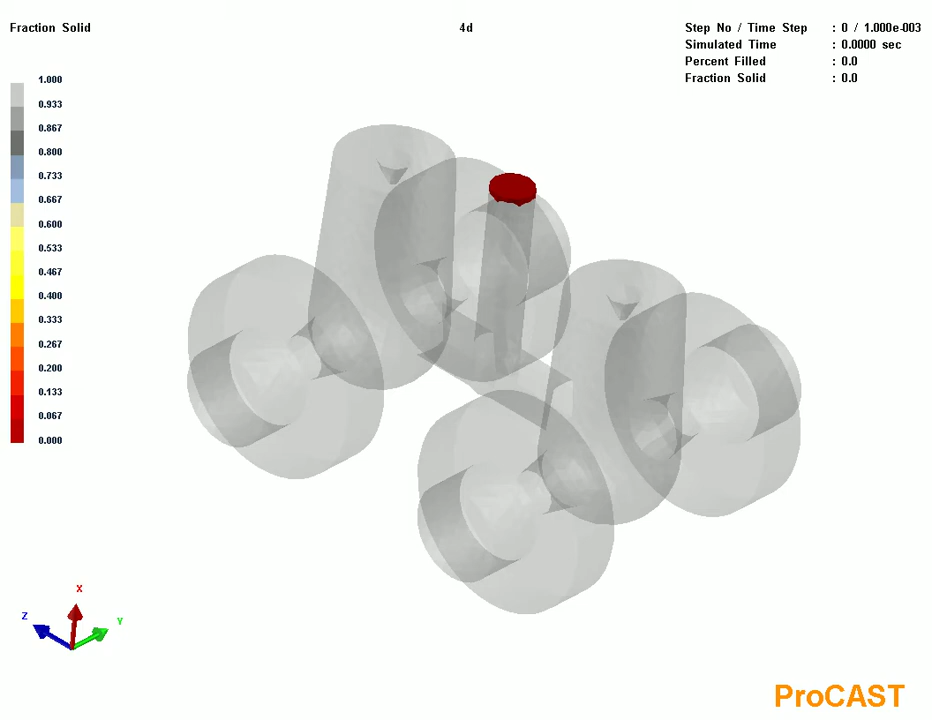 Fraction Solid
4d
Step No / Time Step : 0 / 1.000e-003
Simulated Time : 0.0000 sec
Percent Filled : 0.0
Fraction Solid : 0.0
1.000
0.933
0.867
0.800
0.733
0.667
0.600
0.533
0.467
0.400
0.333
0.267
0.200
0.133
0.067
0.000
X
Z
Y
ProCAST